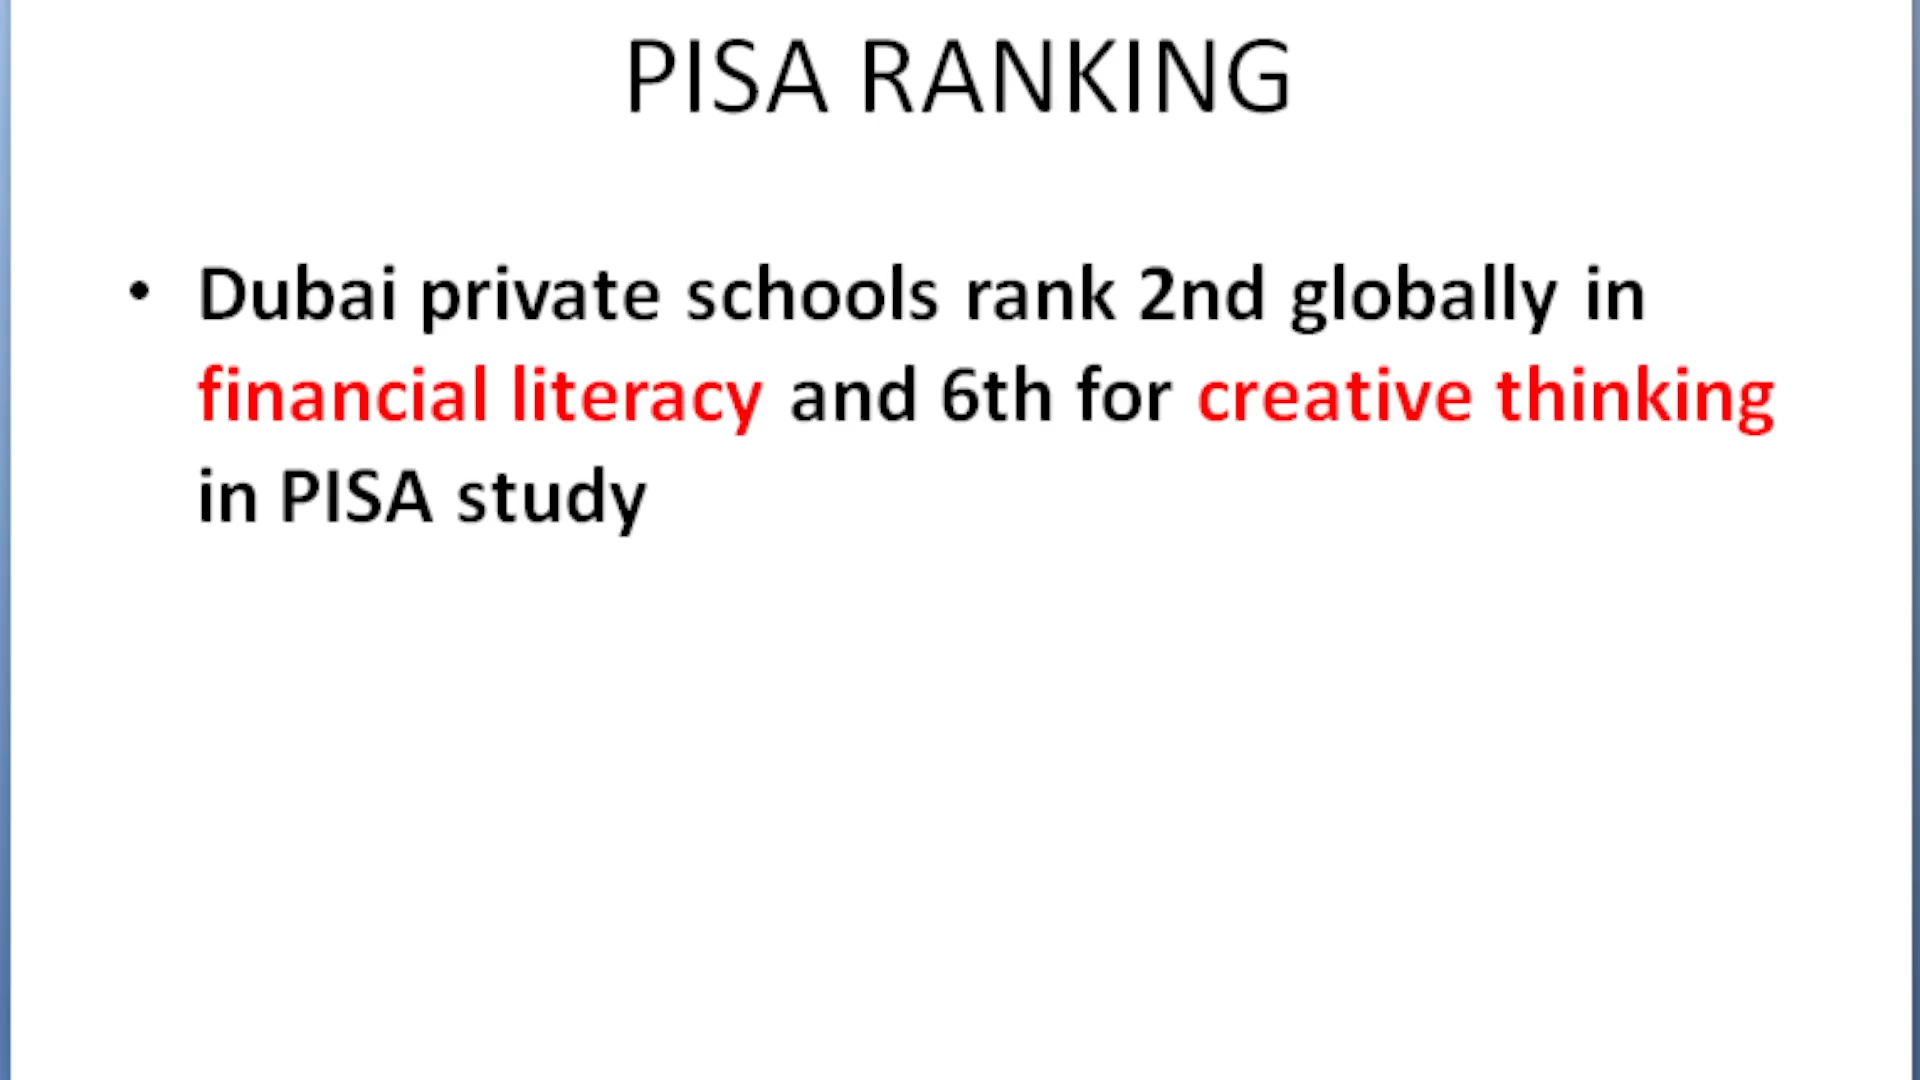 PISA RANKING
• Dubai private schools rank 2nd globally in
financial literacy and 6th for creative thinking
in PISA study